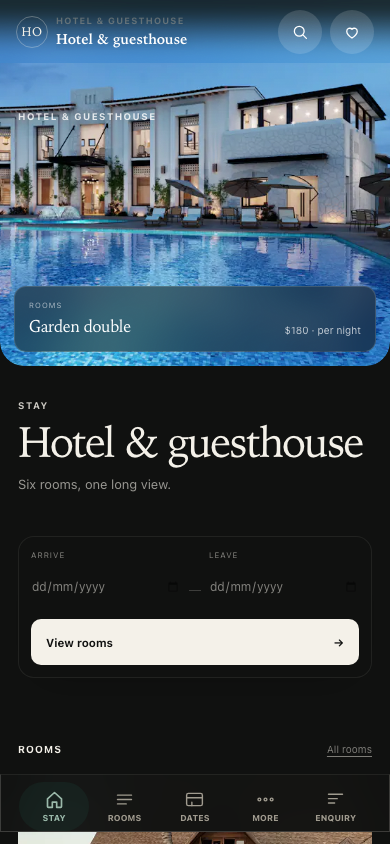 HO
HOTEL & GUESTHOUSE
Hotel & guesthouse
HOTEL & GUESTHOUSE
ROOMS
Garden double
$180 · per night
STAY
Hotel & guesthouse
Six rooms, one long view.
ARRIVE
LEAVE
dd/mm/yyyy
—
dd/mm/yyyy
View rooms →
ROOMS
All rooms
STAY
ROOMS
DATES
MORE
ENQUIRY